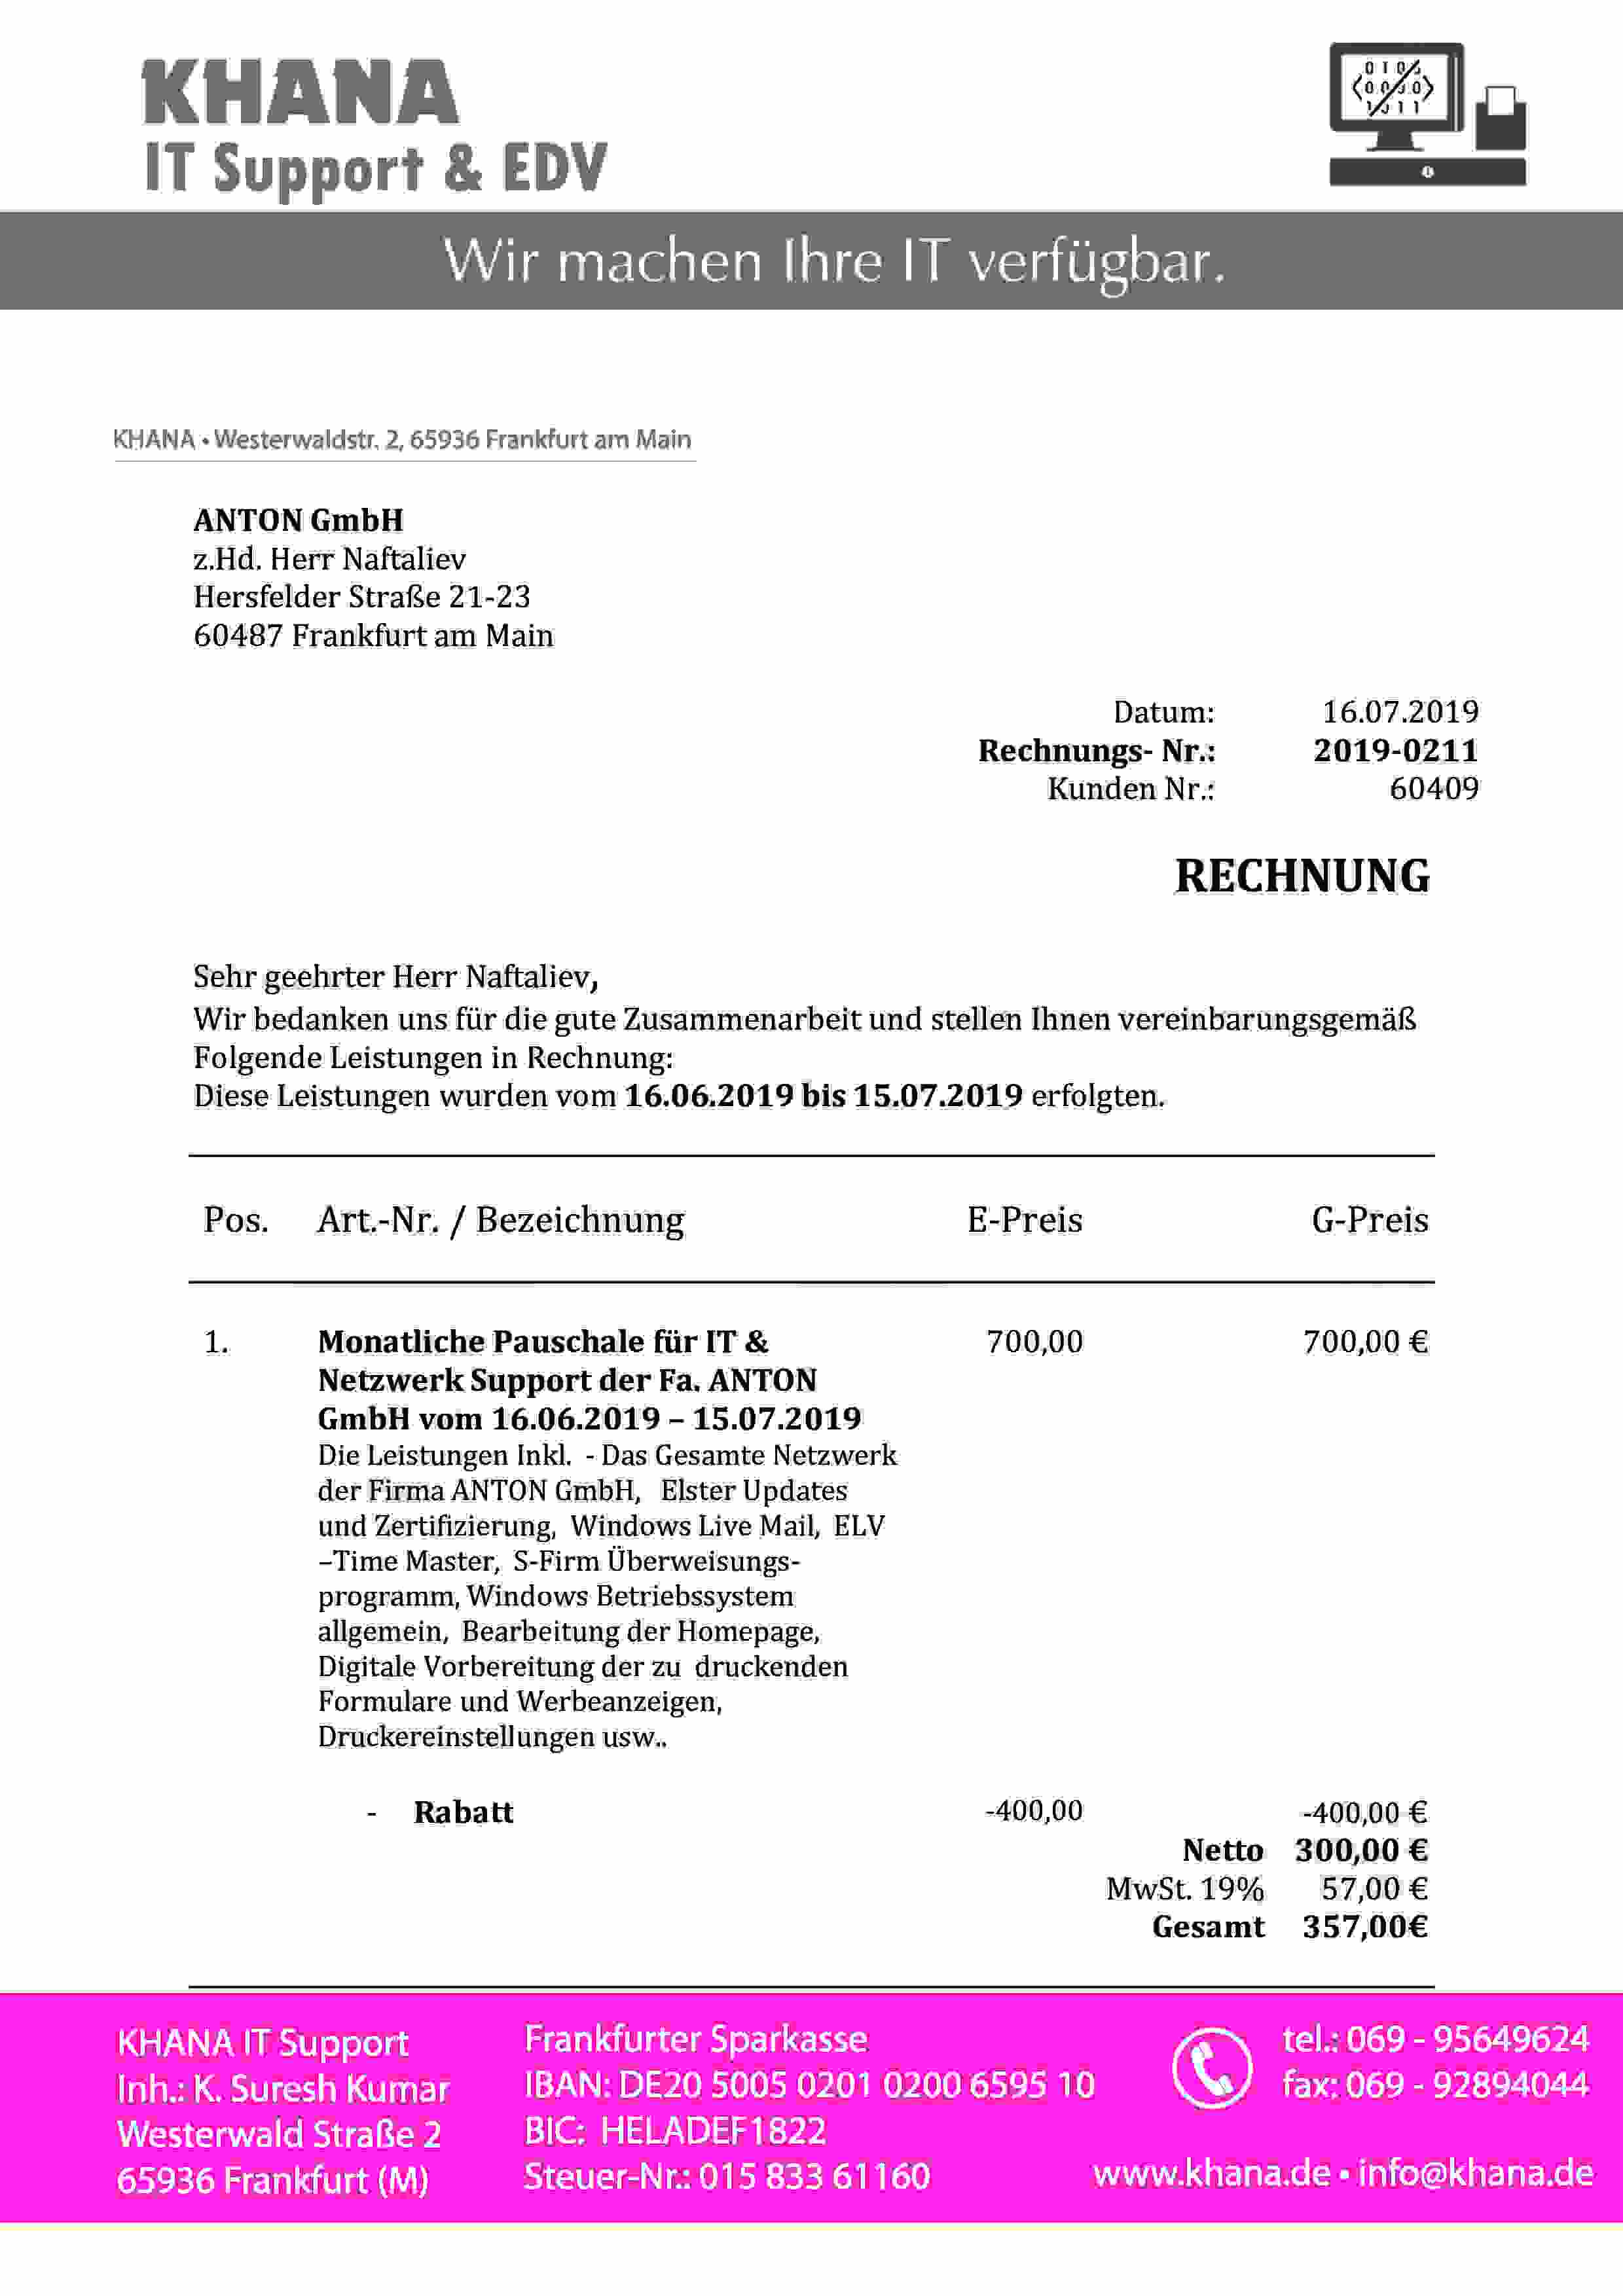 KHANA
IT Support & EDV
Wir machen Ihre IT verfügbar.
KHANA • Westerwaldstr. 2, 65936 Frankfurt am Main
ANTON GmbH
z.Hd. Herr Naftaliev
Hersfelder Straße 21-23
60487 Frankfurt am Main
Datum: 16.07.2019
Rechnungs- Nr.: 2019-0211
Kunden Nr.: 60409
RECHNUNG
Sehr geehrter Herr Naftaliev,
Wir bedanken uns für die gute Zusammenarbeit und stellen Ihnen vereinbarungsgemäß
Folgende Leistungen in Rechnung:
Diese Leistungen wurden vom 16.06.2019 bis 15.07.2019 erfolgten.
Pos. Art.-Nr. / Bezeichnung E-Preis G-Preis
1. Monatliche Pauschale für IT & 700,00 700,00 €
Netzwerk Support der Fa. ANTON
GmbH vom 16.06.2019 – 15.07.2019
Die Leistungen Inkl. - Das Gesamte Netzwerk
der Firma ANTON GmbH, Elster Updates
und Zertifizierung, Windows Live Mail, ELV
–Time Master, S-Firm Überweisungs-
programm, Windows Betriebssystem
allgemein, Bearbeitung der Homepage,
Digitale Vorbereitung der zu druckenden
Formulare und Werbeanzeigen,
Druckereinstellungen usw..
- Rabatt -400,00 -400,00 €
Netto 300,00 €
MwSt. 19% 57,00 €
Gesamt 357,00€
KHANA IT Support
Inh.: K. Suresh Kumar
Westerwald Straße 2
65936 Frankfurt (M)
Frankfurter Sparkasse
IBAN: DE20 5005 0201 0200 6595 10
BIC: HELADEF1822
Steuer-Nr.: 015 833 61160
tel.: 069 - 95649624
fax: 069 - 92894044
www.khana.de • info@khana.de